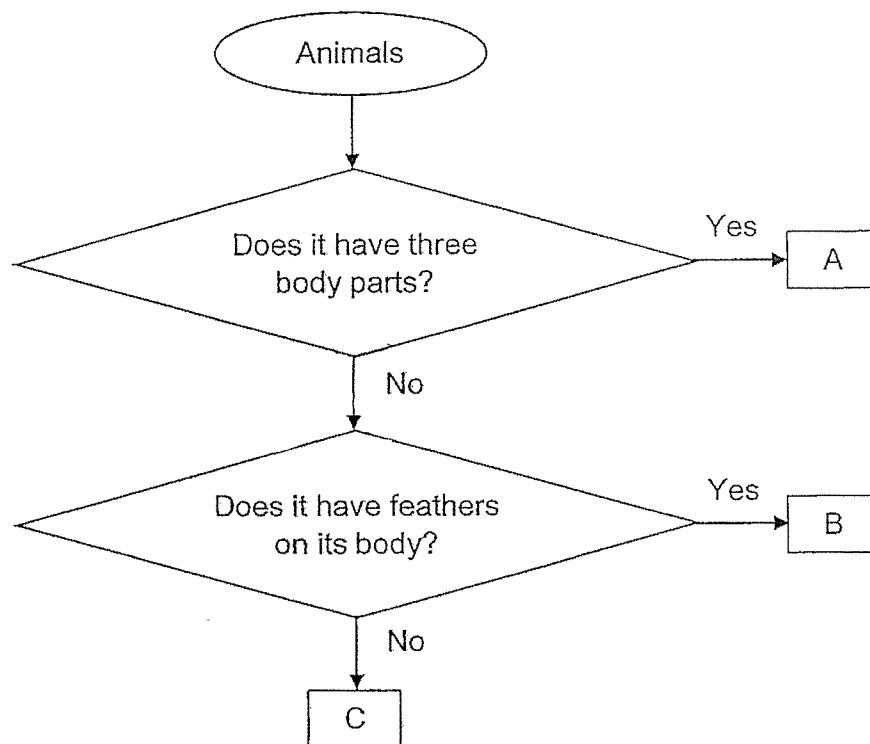 Animals
Does it have three
body parts?
Yes
A
No
Does it have feathers
on its body?
Yes
B
No
C